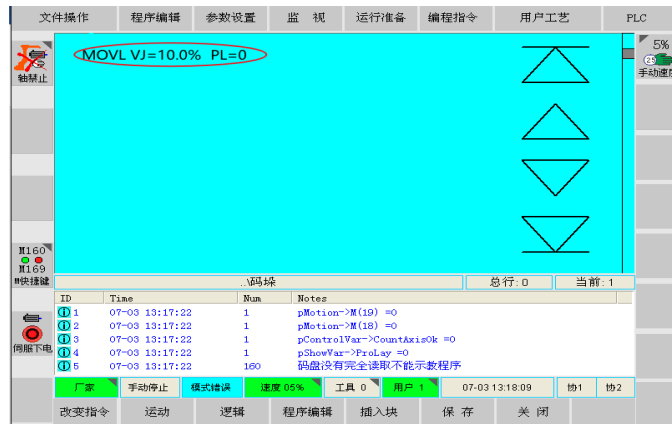 文件操作 程序编辑 参数设置 监 视 运行准备 编程指令 用户工艺 PLC
轴禁止
MOVL VJ=10.0% PL=0
5%
25
手动速度
M160
M169
M快捷键
伺服下电
..\码垛 总行: 0 当前: 1
ID Time Num Notes
1 07-03 13:17:22 1 pMotion->M(19) =0
2 07-03 13:17:22 1 pMotion->M(18) =0
3 07-03 13:17:22 1 pControlVar->CountAxisOk =0
4 07-03 13:17:22 1 pShowVar->ProLay =0
5 07-03 13:17:22 160 码盘没有完全读取不能示教程序
厂家 手动停止 模式错误 速度 05% 工具 0 用户 1 07-03 13:18:09 协1 协2
改变指令 运动 逻辑 程序编辑 插入块 保 存 关 闭